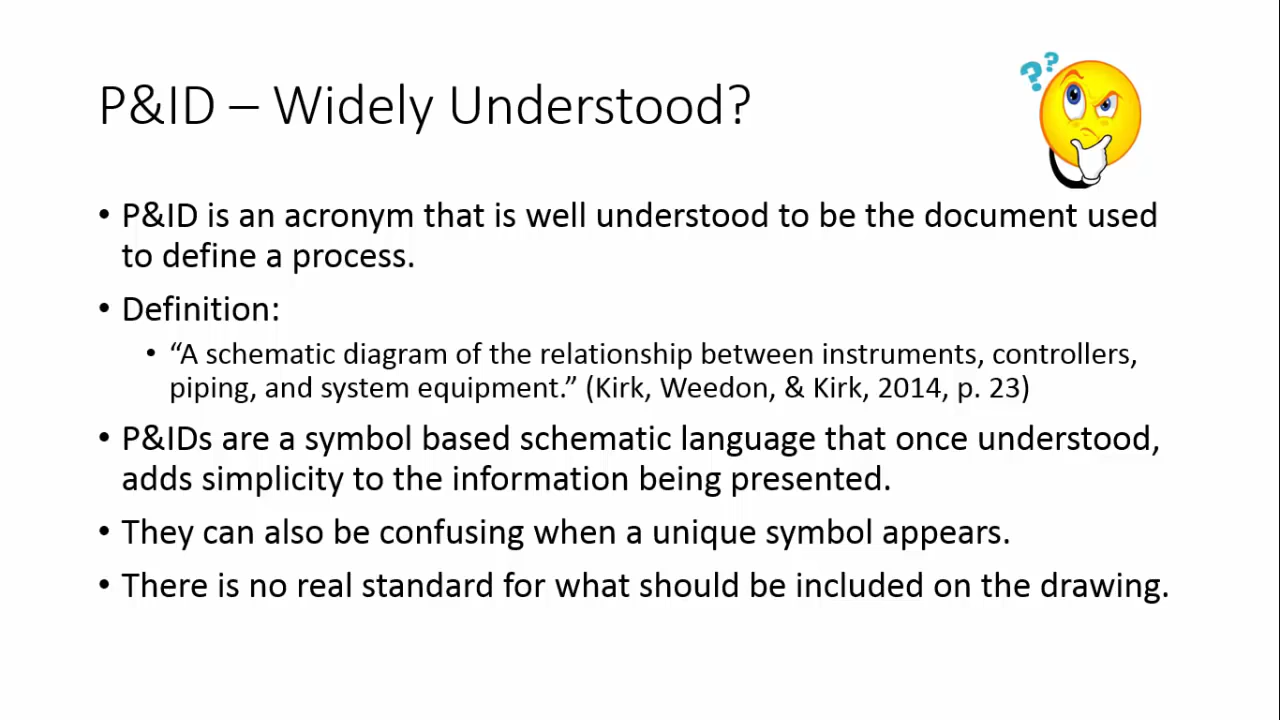 P&ID – Widely Understood?
??
• P&ID is an acronym that is well understood to be the document used
to define a process.
• Definition:
• “A schematic diagram of the relationship between instruments, controllers,
piping, and system equipment.” (Kirk, Weedon, & Kirk, 2014, p. 23)
• P&IDs are a symbol based schematic language that once understood,
adds simplicity to the information being presented.
• They can also be confusing when a unique symbol appears.
• There is no real standard for what should be included on the drawing.